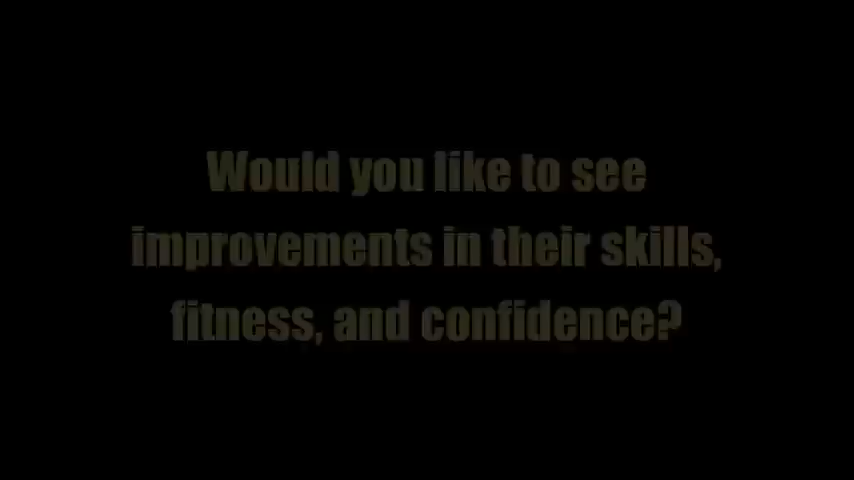 Would you like to see
improvements in their skills,
fitness, and confidence?